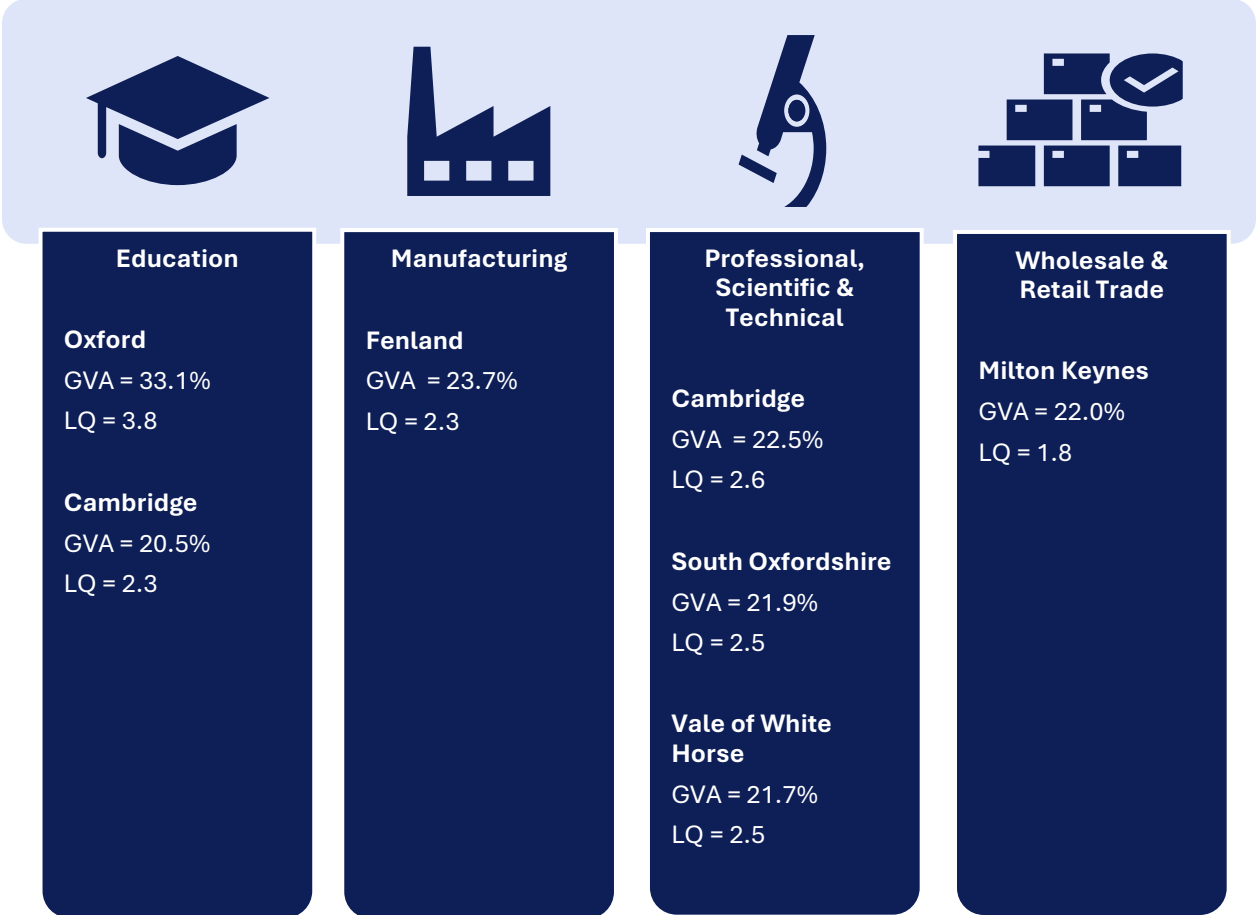 Education
Oxford
GVA = 33.1%
LQ = 3.8
Cambridge
GVA = 20.5%
LQ = 2.3
Manufacturing
Fenland
GVA  = 23.7%
LQ = 2.3
Professional,
Scientific &
Technical
Cambridge
GVA  = 22.5%
LQ = 2.6
South Oxfordshire
GVA = 21.9%
LQ = 2.5
Vale of White
Horse
GVA = 21.7%
LQ = 2.5
Wholesale &
Retail Trade
Milton Keynes
GVA = 22.0%
LQ = 1.8